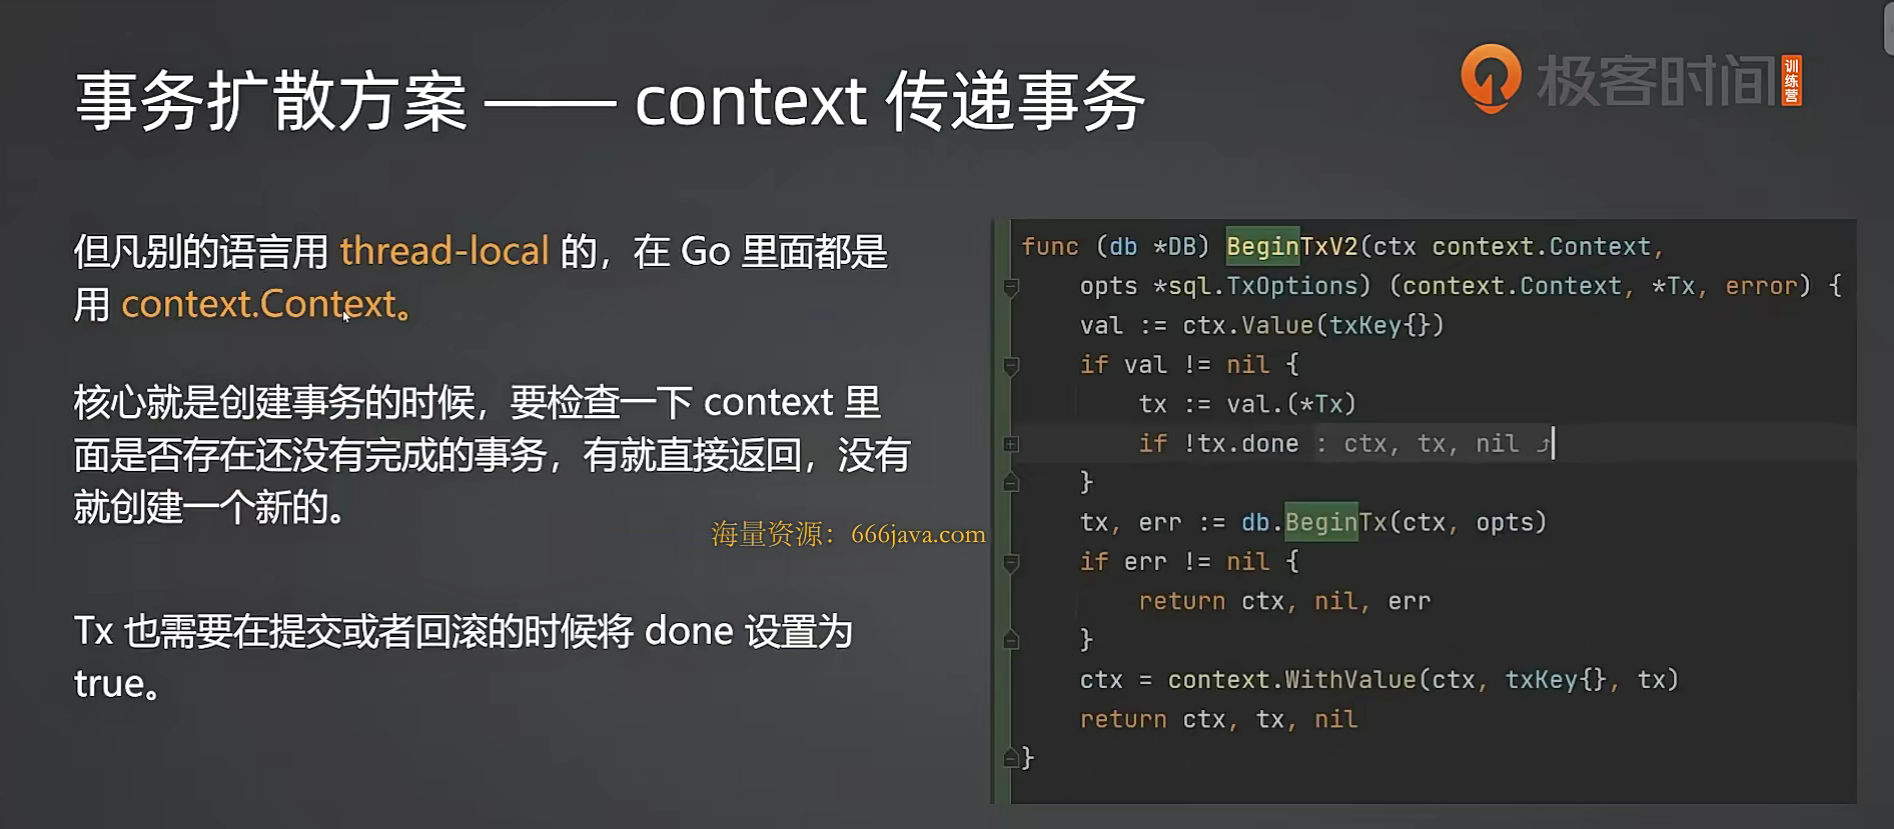 事务扩散方案 —— context 传递事务
极客时间
训练营
但凡别的语言用 thread-local 的，在 Go 里面都是
用 context.Context。
核心就是创建事务的时候，要检查一下 context 里
面是否存在还没有完成的事务，有就直接返回，没有
就创建一个新的。
海量资源：666java.com
Tx 也需要在提交或者回滚的时候将 done 设置为
true。
func (db *DB) BeginTxV2(ctx context.Context,
opts *sql.TxOptions) (context.Context, *Tx, error) {
val := ctx.Value(txKey{})
if val != nil {
tx := val.(*Tx)
if !tx.done : ctx, tx, nil ⤴
}
tx, err := db.BeginTx(ctx, opts)
if err != nil {
return ctx, nil, err
}
ctx = context.WithValue(ctx, txKey{}, tx)
return ctx, tx, nil
}